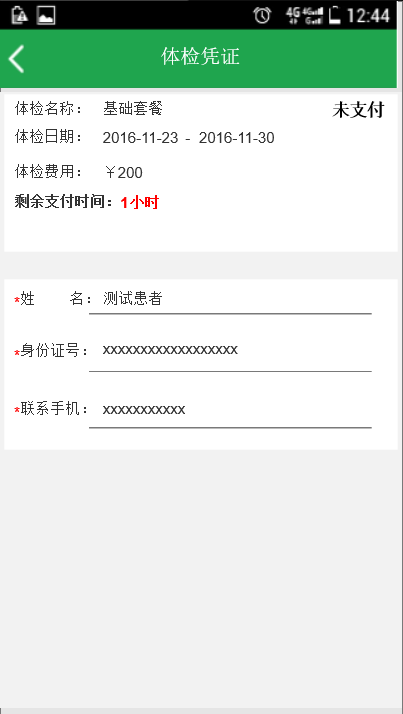 4G 4G G 12:44
体检凭证
体检名称： 基础套餐 未支付
体检日期： 2016-11-23 - 2016-11-30
体检费用： ￥200
剩余支付时间：1小时
*姓 名： 测试患者
*身份证号： xxxxxxxxxxxxxxxxxx
*联系手机： xxxxxxxxxxx